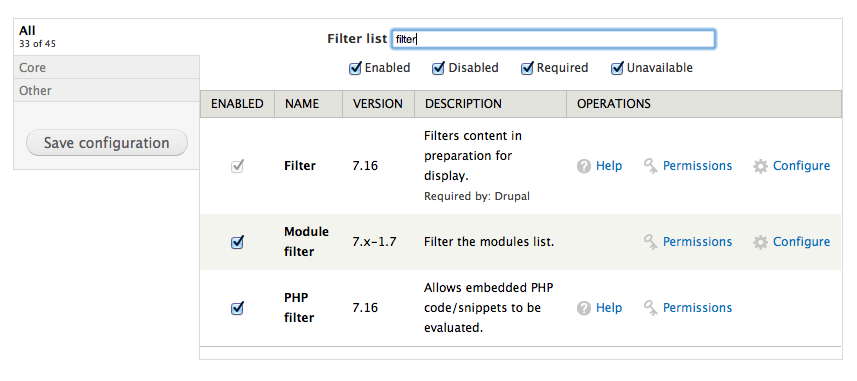 All
33 of 45
Core
Other
Save configuration
Filter list filter
Enabled Disabled Required Unavailable
ENABLED NAME VERSION DESCRIPTION OPERATIONS
Filter 7.16 Filters content in
preparation for
display.
Required by: Drupal
Help Permissions Configure
Module
filter
7.x-1.7 Filter the modules list. Permissions Configure
PHP
filter
7.16 Allows embedded PHP
code/snippets to be
evaluated.
Help Permissions